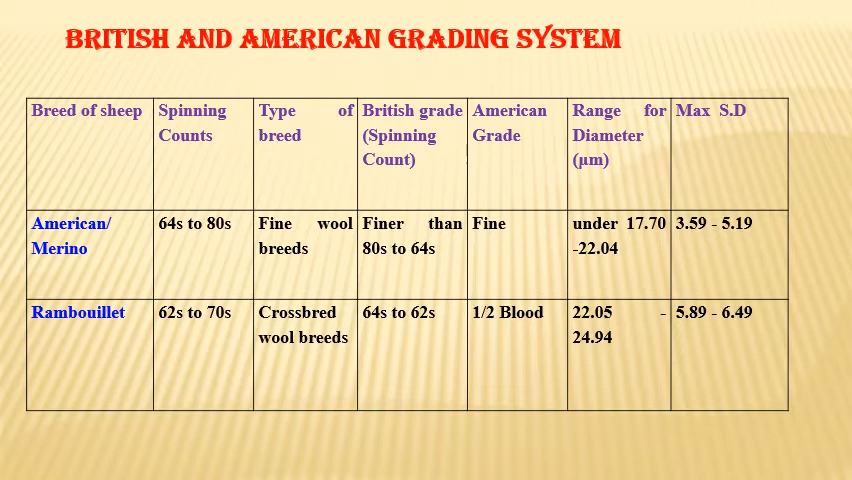 BRITISH AND AMERICAN GRADING SYSTEM
Breed of sheep
Spinning
Counts
Type of
breed
British grade
(Spinning
Count)
American
Grade
Range for
Diameter
(µm)
Max S.D
American/
Merino
64s to 80s
Fine wool
breeds
Finer than
80s to 64s
Fine
under 17.70
-22.04
3.59 - 5.19
Rambouillet
62s to 70s
Crossbred
wool breeds
64s to 62s
1/2 Blood
22.05 -
24.94
5.89 - 6.49